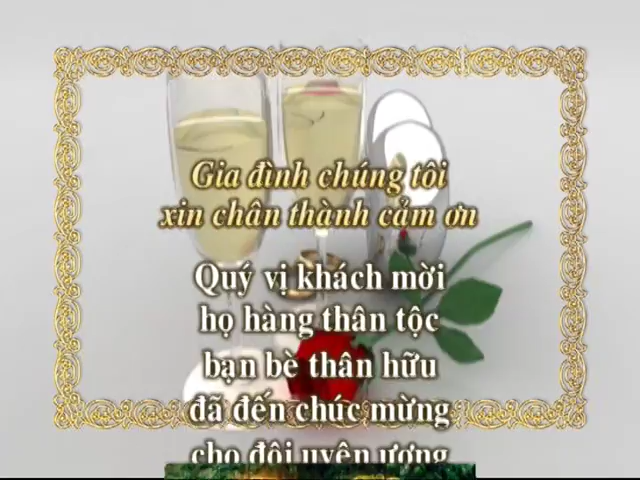 Gia đình chúng tôi
xin chân thành cảm ơn
Quý vị khách mời
họ hàng thân tộc
bạn bè thân hữu
đã đến chúc mừng
cho đôi uyên ương